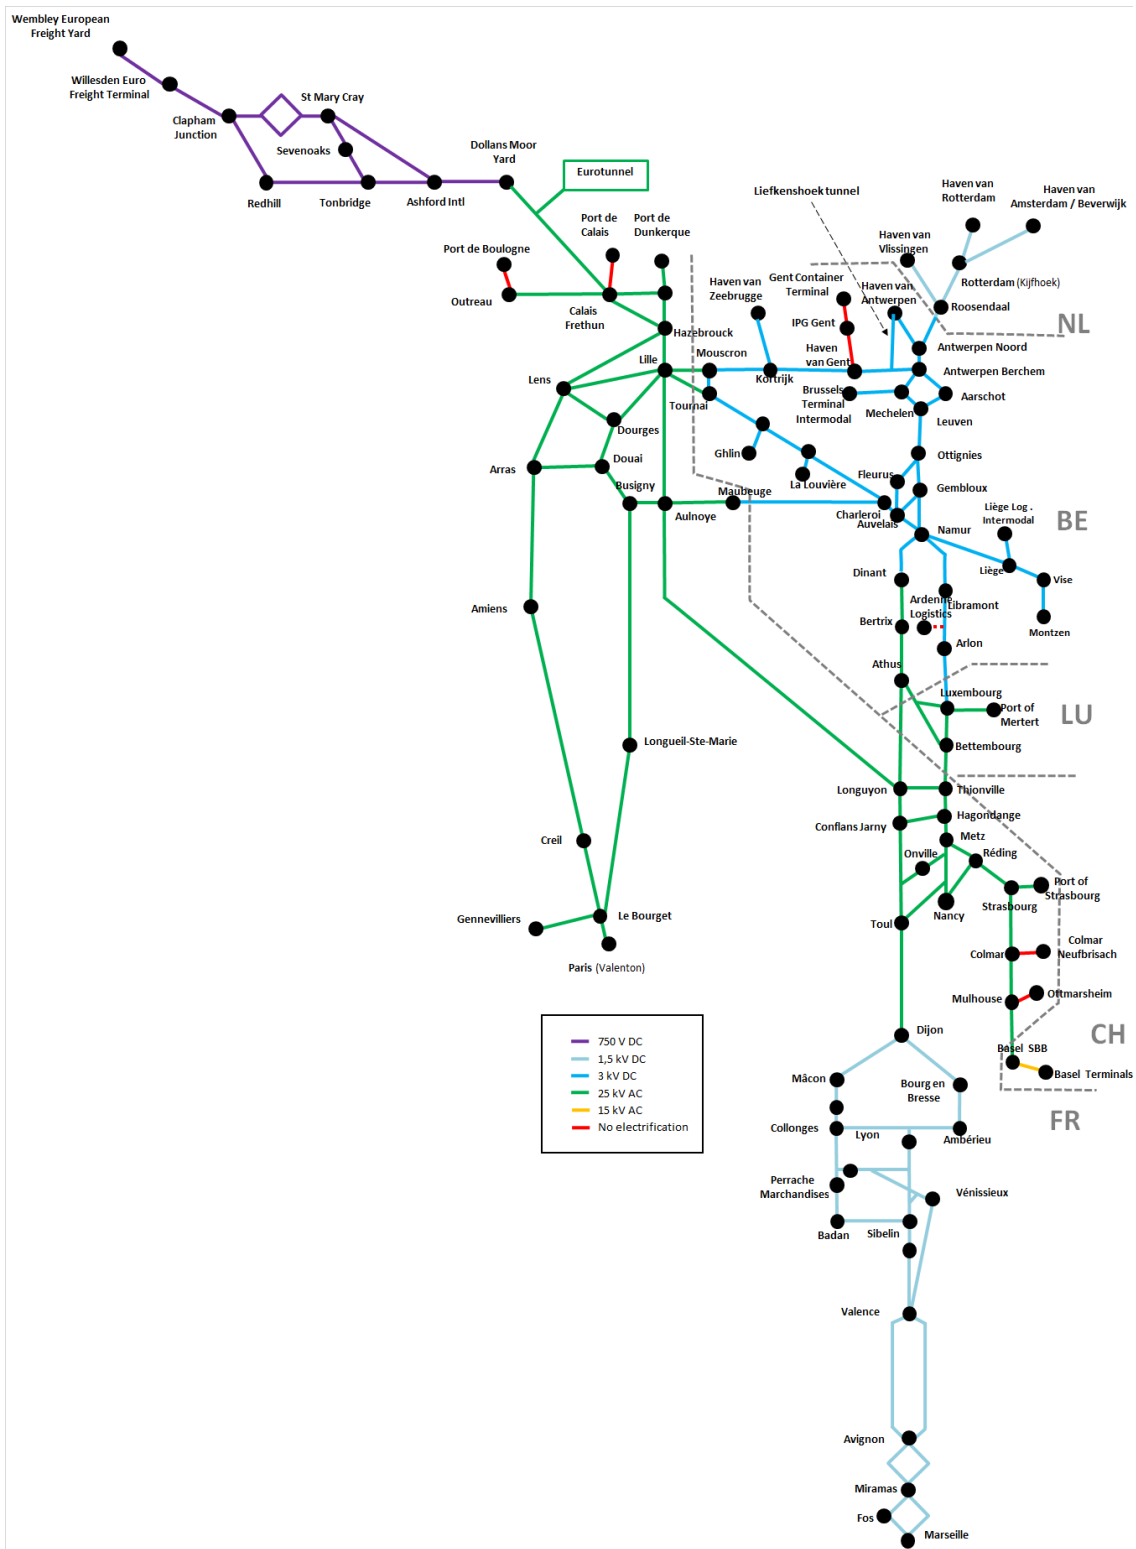 Wembley European
Freight Yard
Willesden Euro
Freight Terminal
St Mary Cray
Clapham
Junction
Sevenoaks
Dollans Moor
Yard
Eurotunnel
Redhill
Tonbridge
Ashford Intl
Liefkenshoek tunnel
Haven van
Rotterdam
Haven van
Amsterdam / Beverwijk
Port de
Calais
Port de
Dunkerque
Haven van
Vlissingen
Port de Boulogne
Outreau
Calais
Frethun
Haven van
Zeebrugge
Gent Container
Terminal
Haven van
Antwerpen
Rotterdam (Kijfhoek)
Roosendaal
NL
Hazebrouck
IPG Gent
Mouscron
Haven
van Gent
Antwerpen Noord
Lille
Kortrijk
Antwerpen Berchem
Lens
Tournai
Brussels
Terminal
Intermodal
Mechelen
Aarschot
Leuven
Dourges
Ghlin
Ottignies
Arras
Douai
La Louvière
Fleurus
Gembloux
Busigny
Maubeuge
Aulnoye
Charleroi
Auvelais
Liège Log .
Intermodal
BE
Namur
Dinant
Liège
Vise
Amiens
Ardenne
Logistics
Libramont
Bertrix
Montzen
Arlon
Athus
Luxembourg
Port of
Mertert
LU
Longueil-Ste-Marie
Bettembourg
Longuyon
Thionville
Hagondange
Conflans Jarny
Metz
Creil
Onville
Réding
Port of
Strasbourg
Gennevilliers
Le Bourget
Nancy
Strasbourg
Toul
Colmar
Colmar
Neufbrisach
Paris (Valenton)
Mulhouse
Ottmarsheim
750 V DC
1,5 kV DC
3 kV DC
25 kV AC
15 kV AC
No electrification
Dijon
CH
Basel SBB
Basel Terminals
Mâcon
Bourg en
Bresse
FR
Collonges
Lyon
Ambérieu
Perrache
Marchandises
Vénissieux
Badan
Sibelin
Valence
Avignon
Miramas
Fos
Marseille